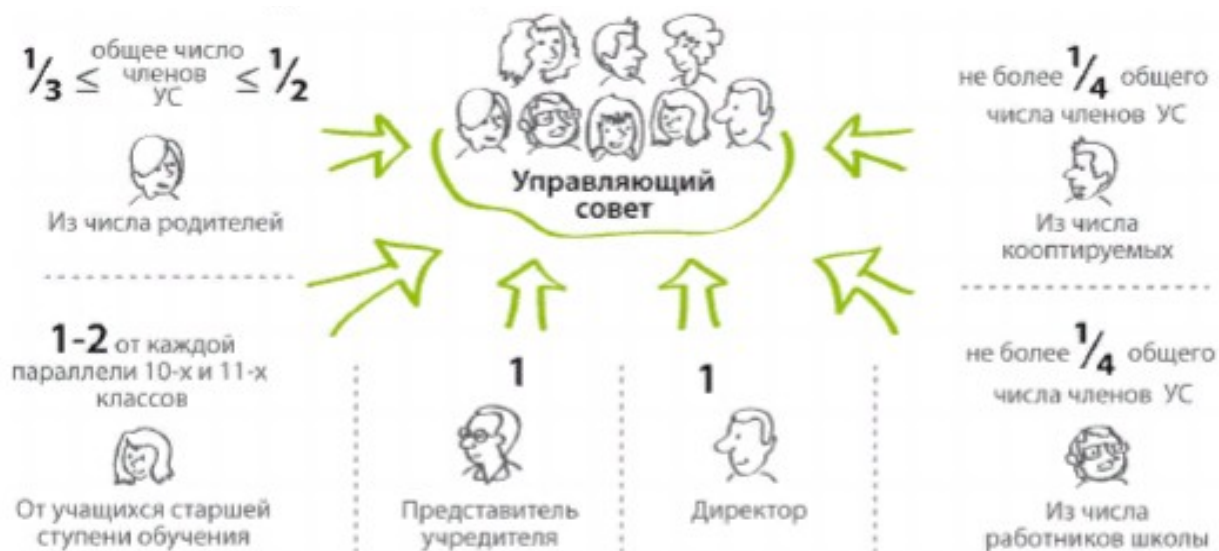 1/3 ≤ общее число членов УС ≤ 1/2
Из числа родителей
Управляющий
совет
не более 1/4 общего
числа членов УС
Из числа
кооптируемых
1-2 от каждой
параллели 10-х и 11-х
классов
От учащихся старшей
ступени обучения
1
Представитель
учредителя
1
Директор
не более 1/4 общего
числа членов УС
Из числа
работников школы